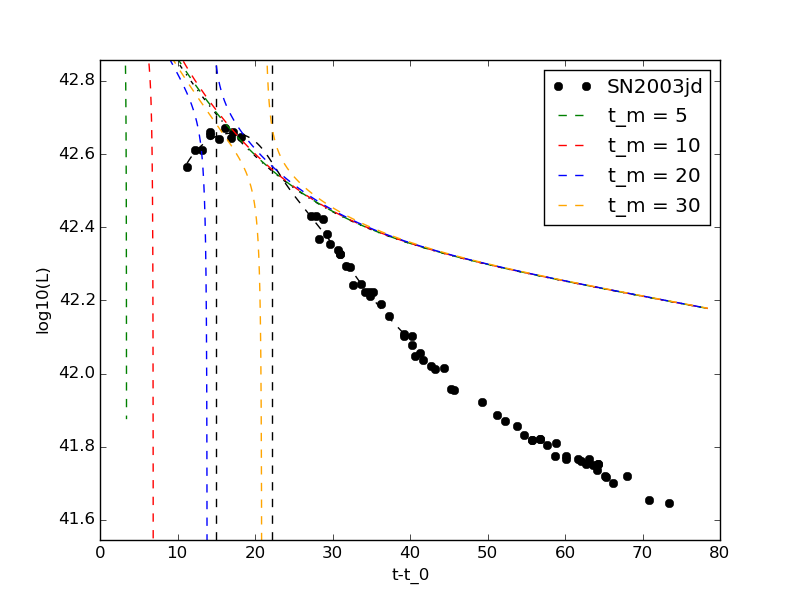 42.8
42.6
42.4
42.2
42.0
41.8
41.6
log10(L)
0 10 20 30 40 50 60 70 80
t-t_0
SN2003jd
t_m = 5
t_m = 10
t_m = 20
t_m = 30